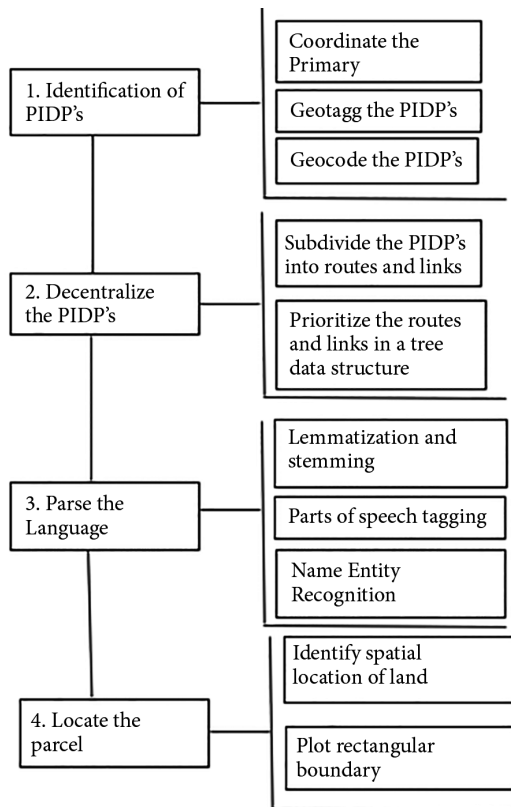 1. Identification of
PIDP's
Coordinate the
Primary
Geotagg the PIDP's
Geocode the PIDP's
2. Decentralize
the PIDP's
Subdivide the PIDP's
into routes and links
Prioritize the routes
and links in a tree
data structure
3. Parse the
Language
Lemmatization and
stemming
Parts of speech tagging
Name Entity
Recognition
4. Locate the
parcel
Identify spatial
location of land
Plot rectangular
boundary